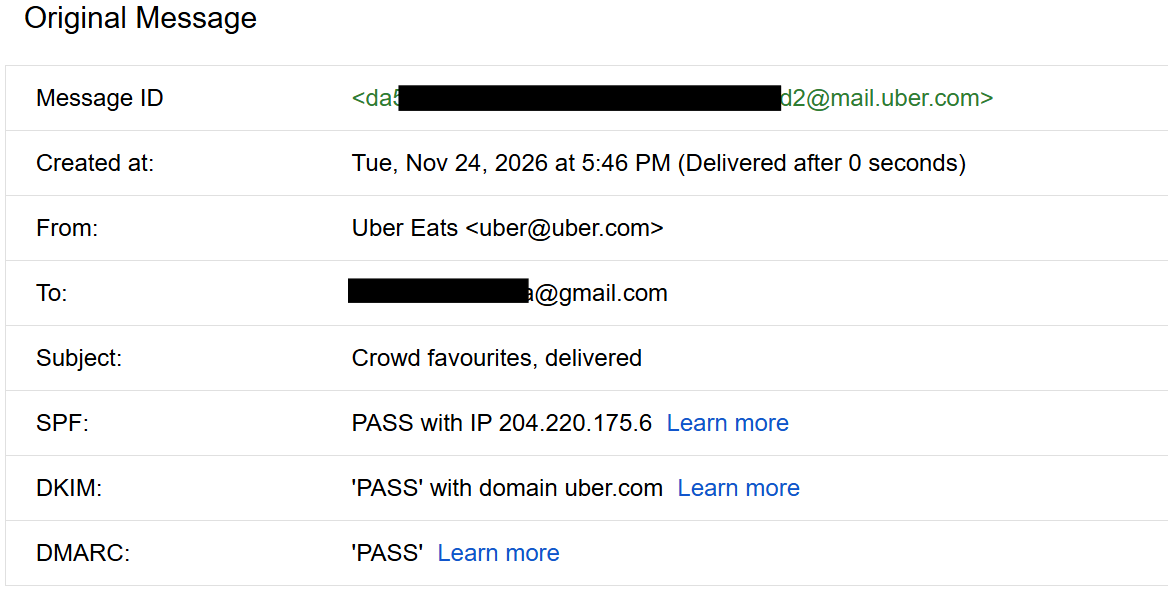 Original Message
Message ID <da5 d2@mail.uber.com>
Created at: Tue, Nov 24, 2026 at 5:46 PM (Delivered after 0 seconds)
From: Uber Eats <uber@uber.com>
To: a@gmail.com
Subject: Crowd favourites, delivered
SPF: PASS with IP 204.220.175.6 Learn more
DKIM: 'PASS' with domain uber.com Learn more
DMARC: 'PASS' Learn more